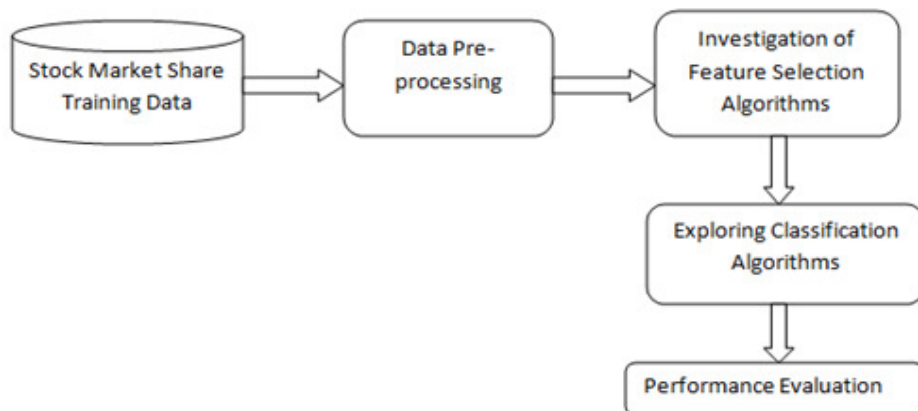 Stock Market Share
Training Data
Data Pre-
processing
Investigation of
Feature Selection
Algorithms
Exploring Classification
Algorithms
Performance Evaluation